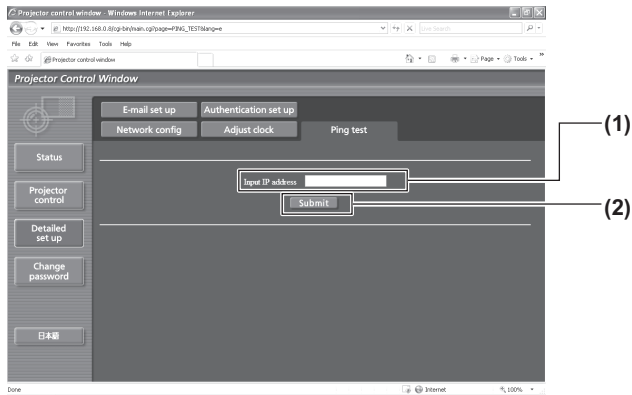 Projector control window - Windows Internet Explorer
http://192.168.0.8/cgi-bin/main.cgi?page=PING_TEST&lang=e
Live Search
File Edit View Favorites Tools Help
Projector control window
Page Tools
Projector Control Window
E-mail set up Authentication set up
Network config Adjust clock Ping test
(1)
Status
Input IP address
Projector
control
Submit
(2)
Detailed
set up
Change
password
日本語
Done
Internet
100%